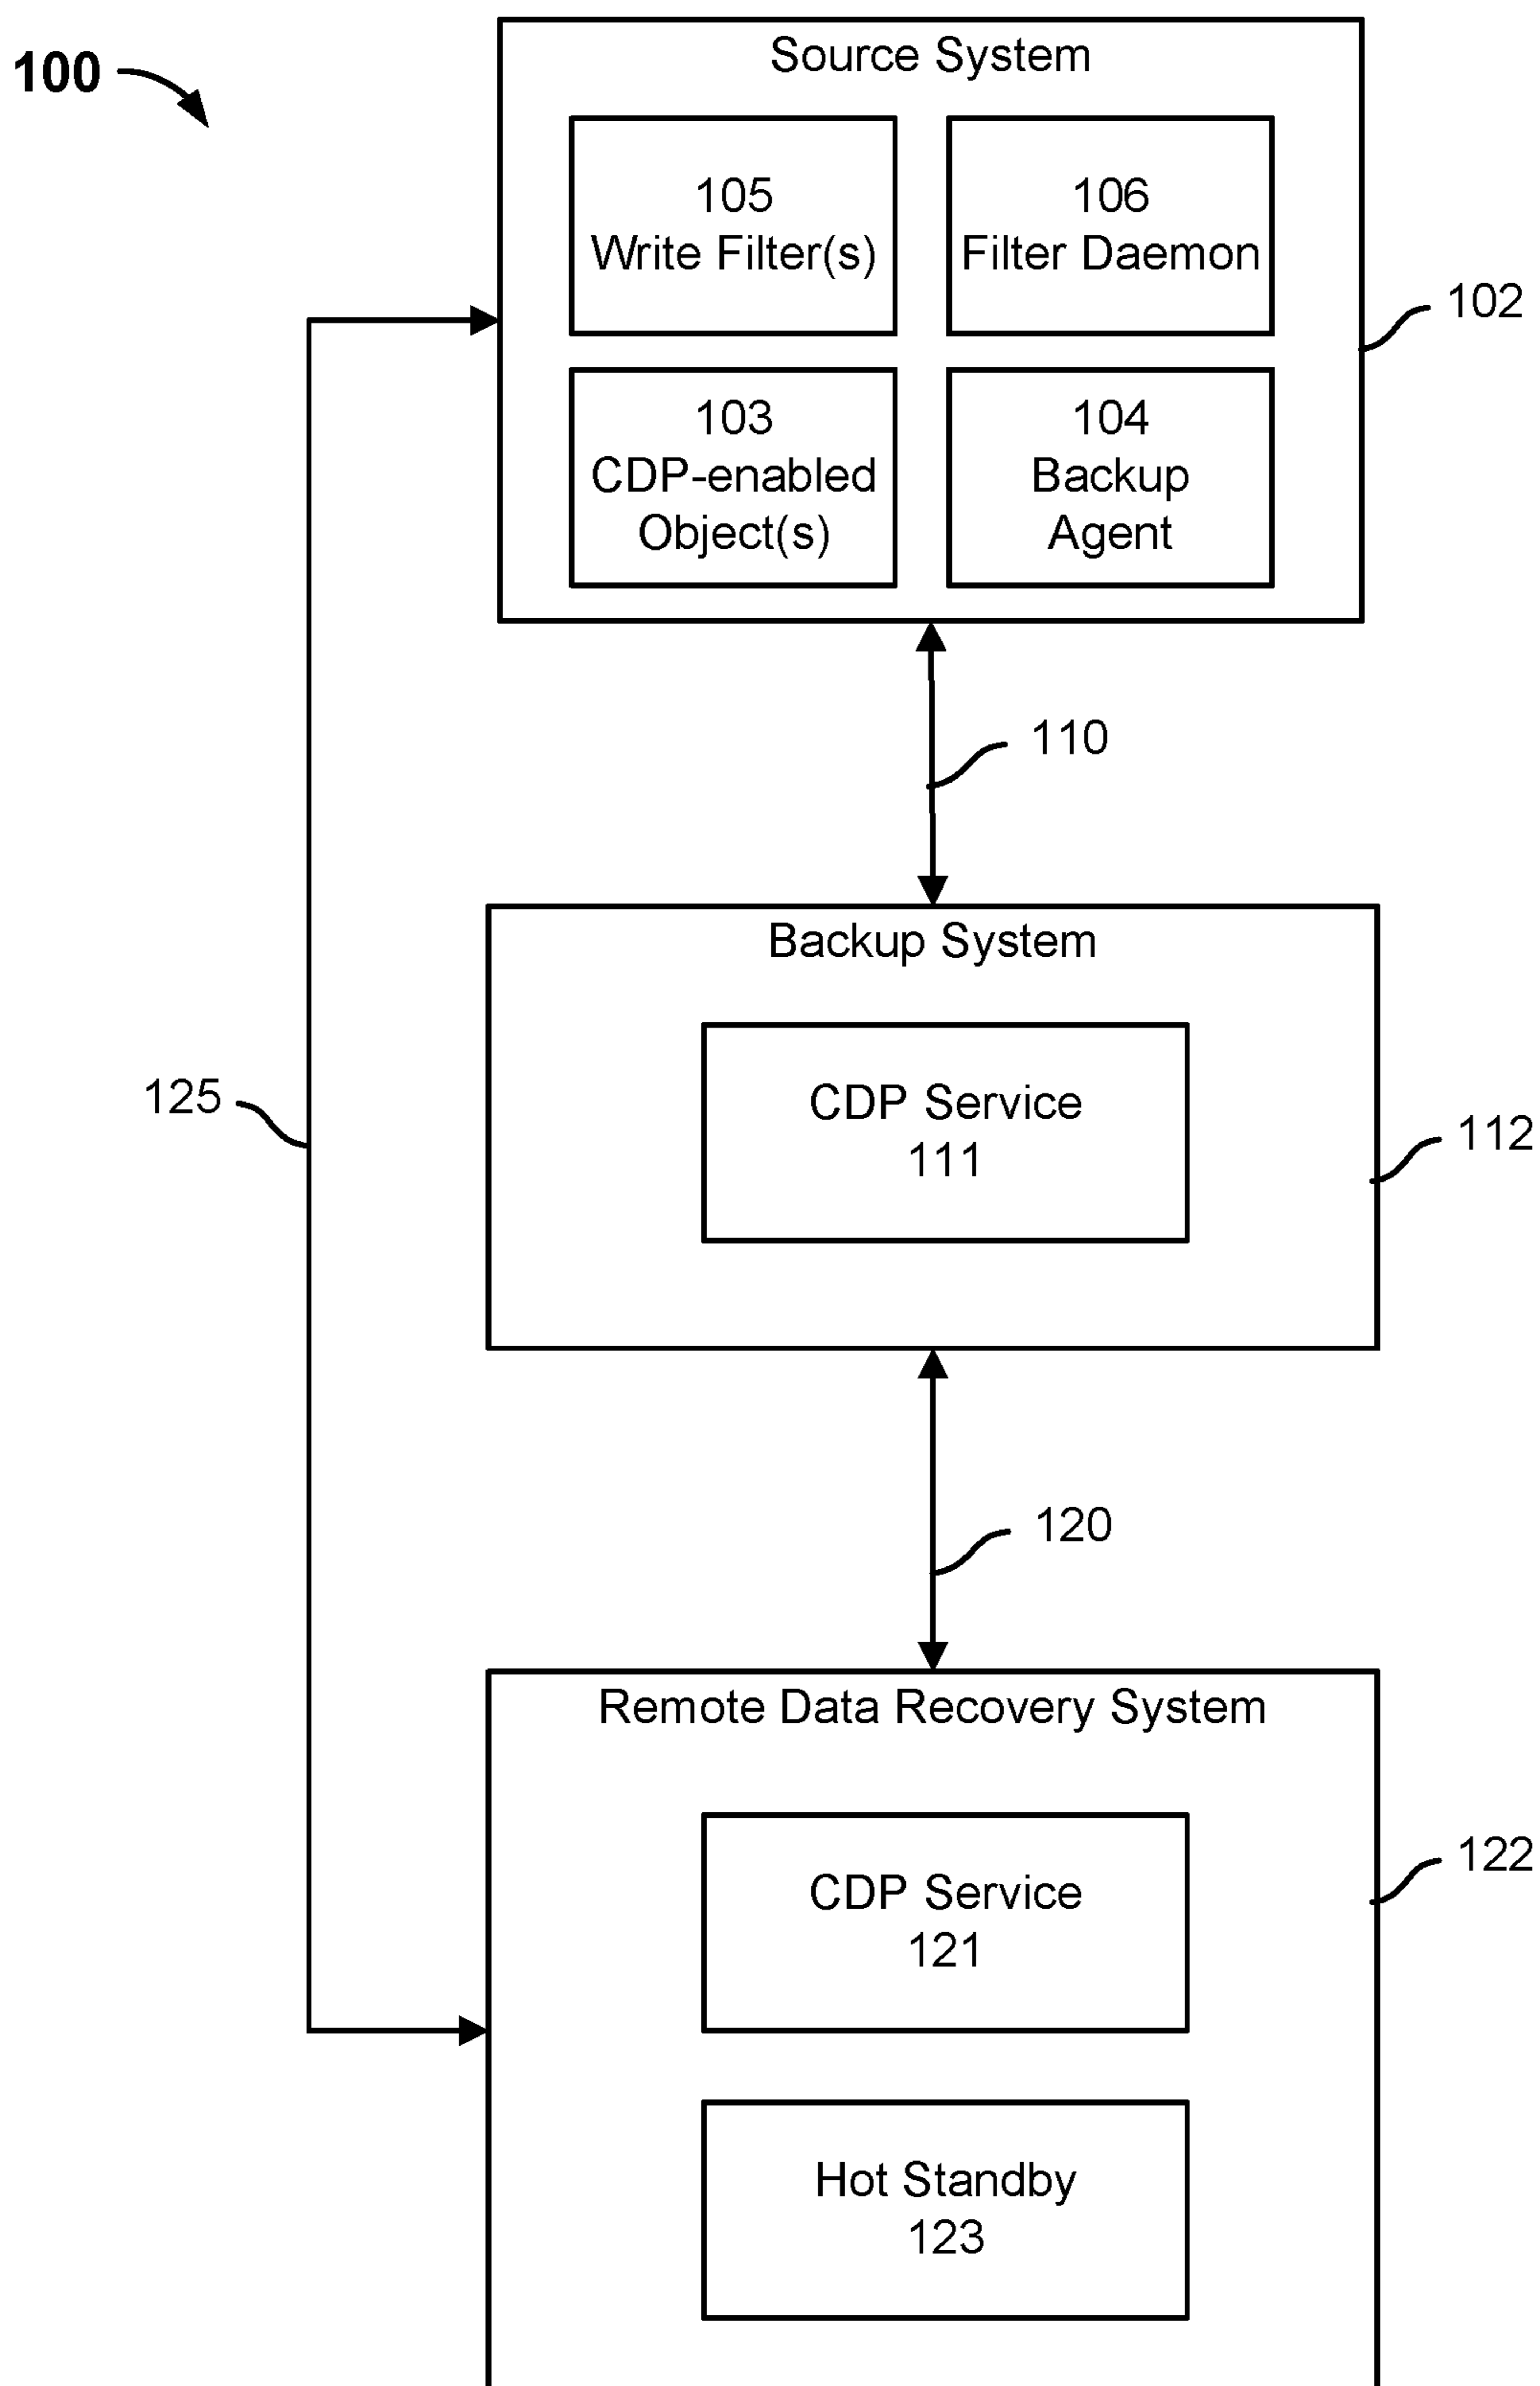 100
Source System
105
Write Filter(s)
106
Filter Daemon
102
103
CDP-enabled
Object(s)
104
Backup
Agent
110
Backup System
CDP Service
111
125
112
120
Remote Data Recovery System
CDP Service
121
122
Hot Standby
123